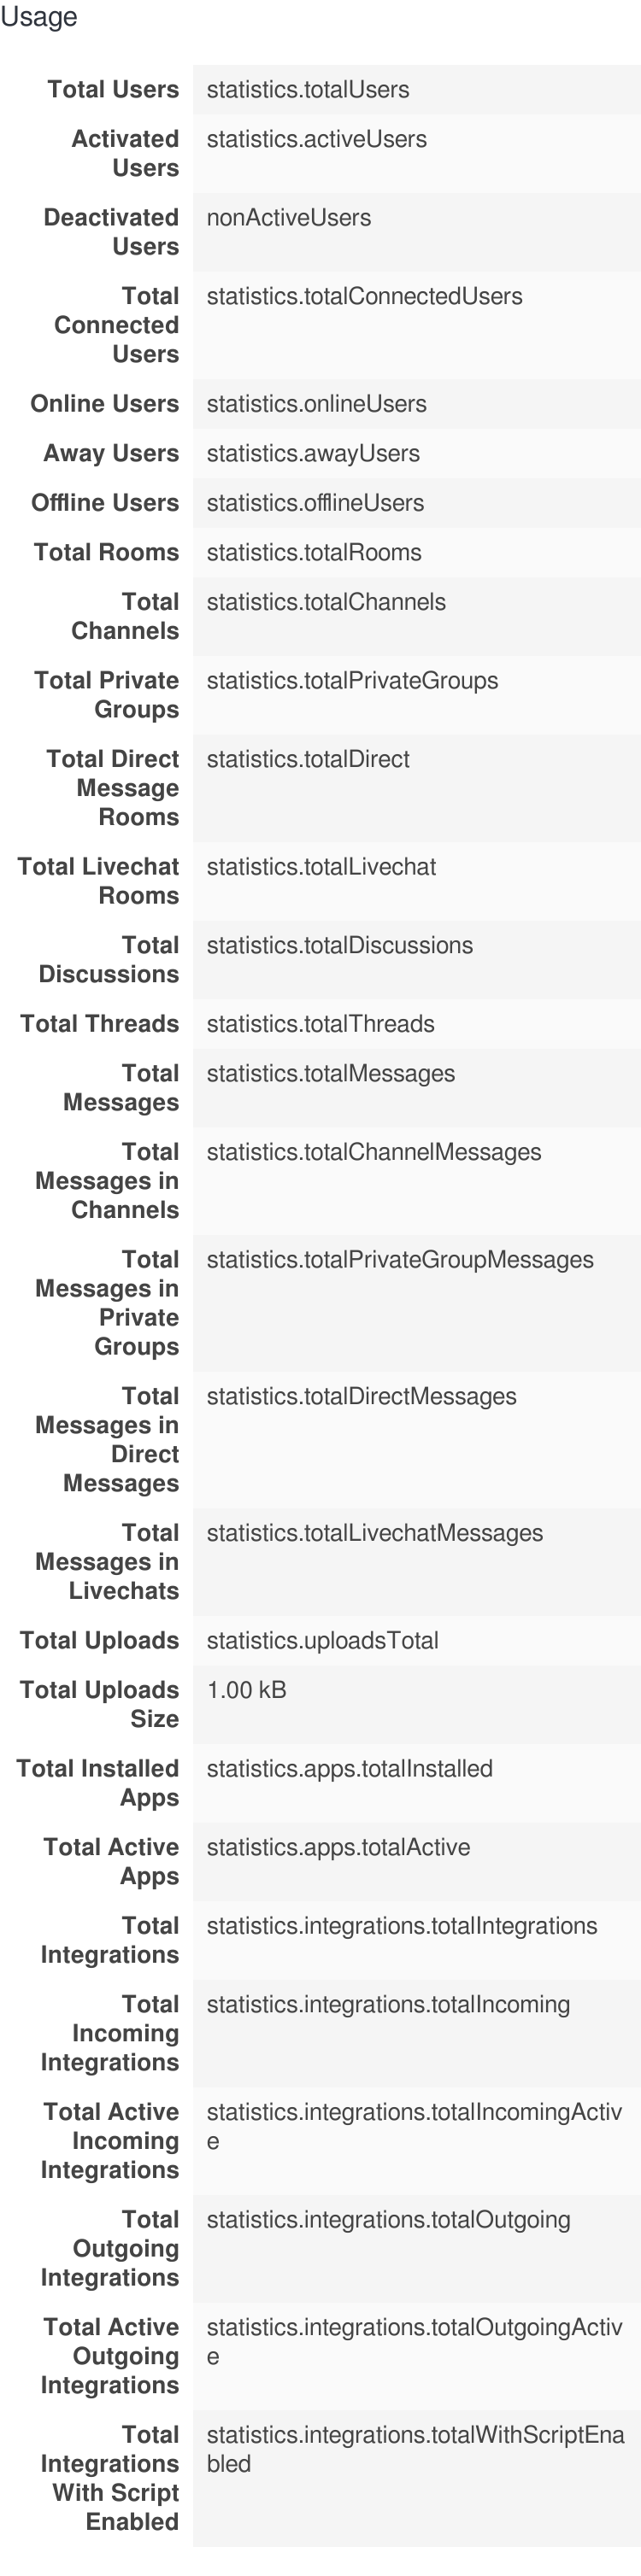 Usage
Total Users statistics.totalUsers
Activated statistics.activeUsers
Users
Deactivated nonActiveUsers
Users
Total statistics.totalConnectedUsers
Connected
Users
Online Users statistics.onlineUsers
Away Users statistics.awayUsers
Offline Users statistics.offlineUsers
Total Rooms statistics.totalRooms
Total statistics.totalChannels
Channels
Total Private statistics.totalPrivateGroups
Groups
Total Direct statistics.totalDirect
Message
Rooms
Total Livechat statistics.totalLivechat
Rooms
Total statistics.totalDiscussions
Discussions
Total Threads statistics.totalThreads
Total statistics.totalMessages
Messages
Total statistics.totalChannelMessages
Messages in
Channels
Total statistics.totalPrivateGroupMessages
Messages in
Private
Groups
Total statistics.totalDirectMessages
Messages in
Direct
Messages
Total statistics.totalLivechatMessages
Messages in
Livechats
Total Uploads statistics.uploadsTotal
Total Uploads 1.00 kB
Size
Total Installed statistics.apps.totalInstalled
Apps
Total Active statistics.apps.totalActive
Apps
Total statistics.integrations.totalIntegrations
Integrations
Total statistics.integrations.totalIncoming
Incoming
Integrations
Total Active statistics.integrations.totalIncomingActiv
Incoming e
Integrations
Total statistics.integrations.totalOutgoing
Outgoing
Integrations
Total Active statistics.integrations.totalOutgoingActiv
Outgoing e
Integrations
Total statistics.integrations.totalWithScriptEna
Integrations bled
With Script
Enabled